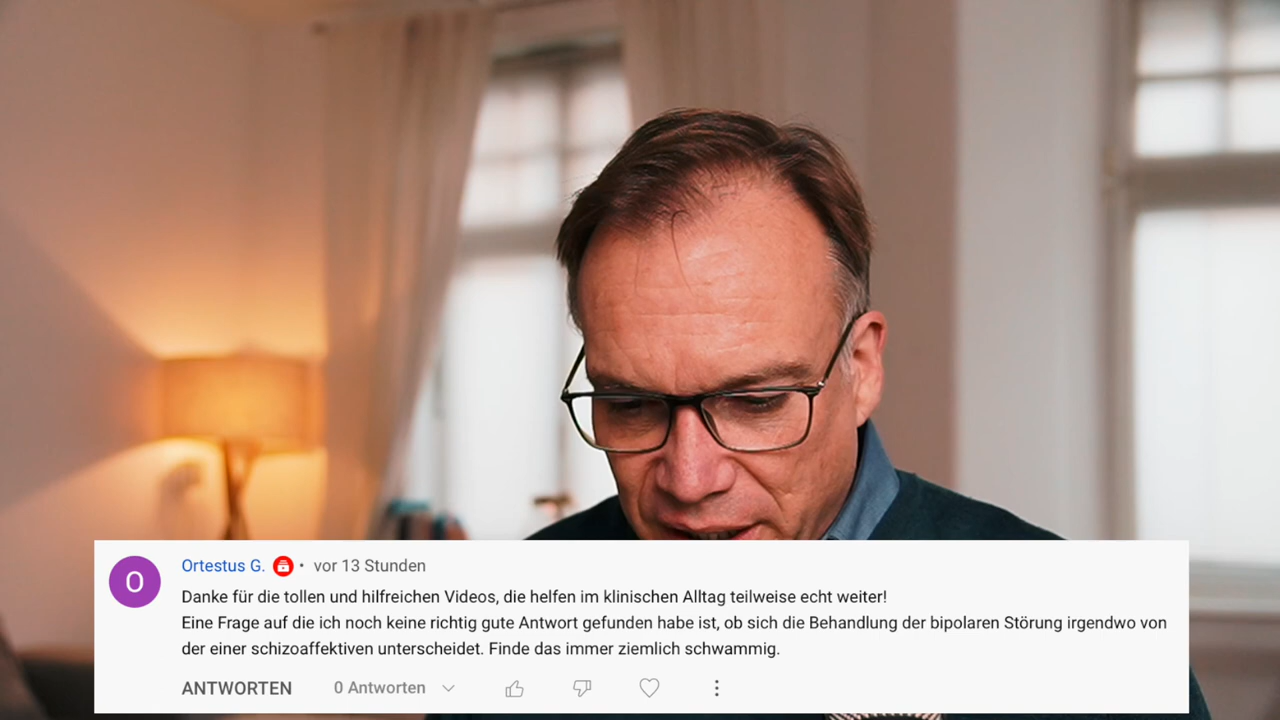 O
Ortestus G. • vor 13 Stunden
Danke für die tollen und hilfreichen Videos, die helfen im klinischen Alltag teilweise echt weiter!
Eine Frage auf die ich noch keine richtig gute Antwort gefunden habe ist, ob sich die Behandlung der bipolaren Störung irgendwo von
der einer schizoaffektiven unterscheidet. Finde das immer ziemlich schwammig.
ANTWORTEN 0 Antworten